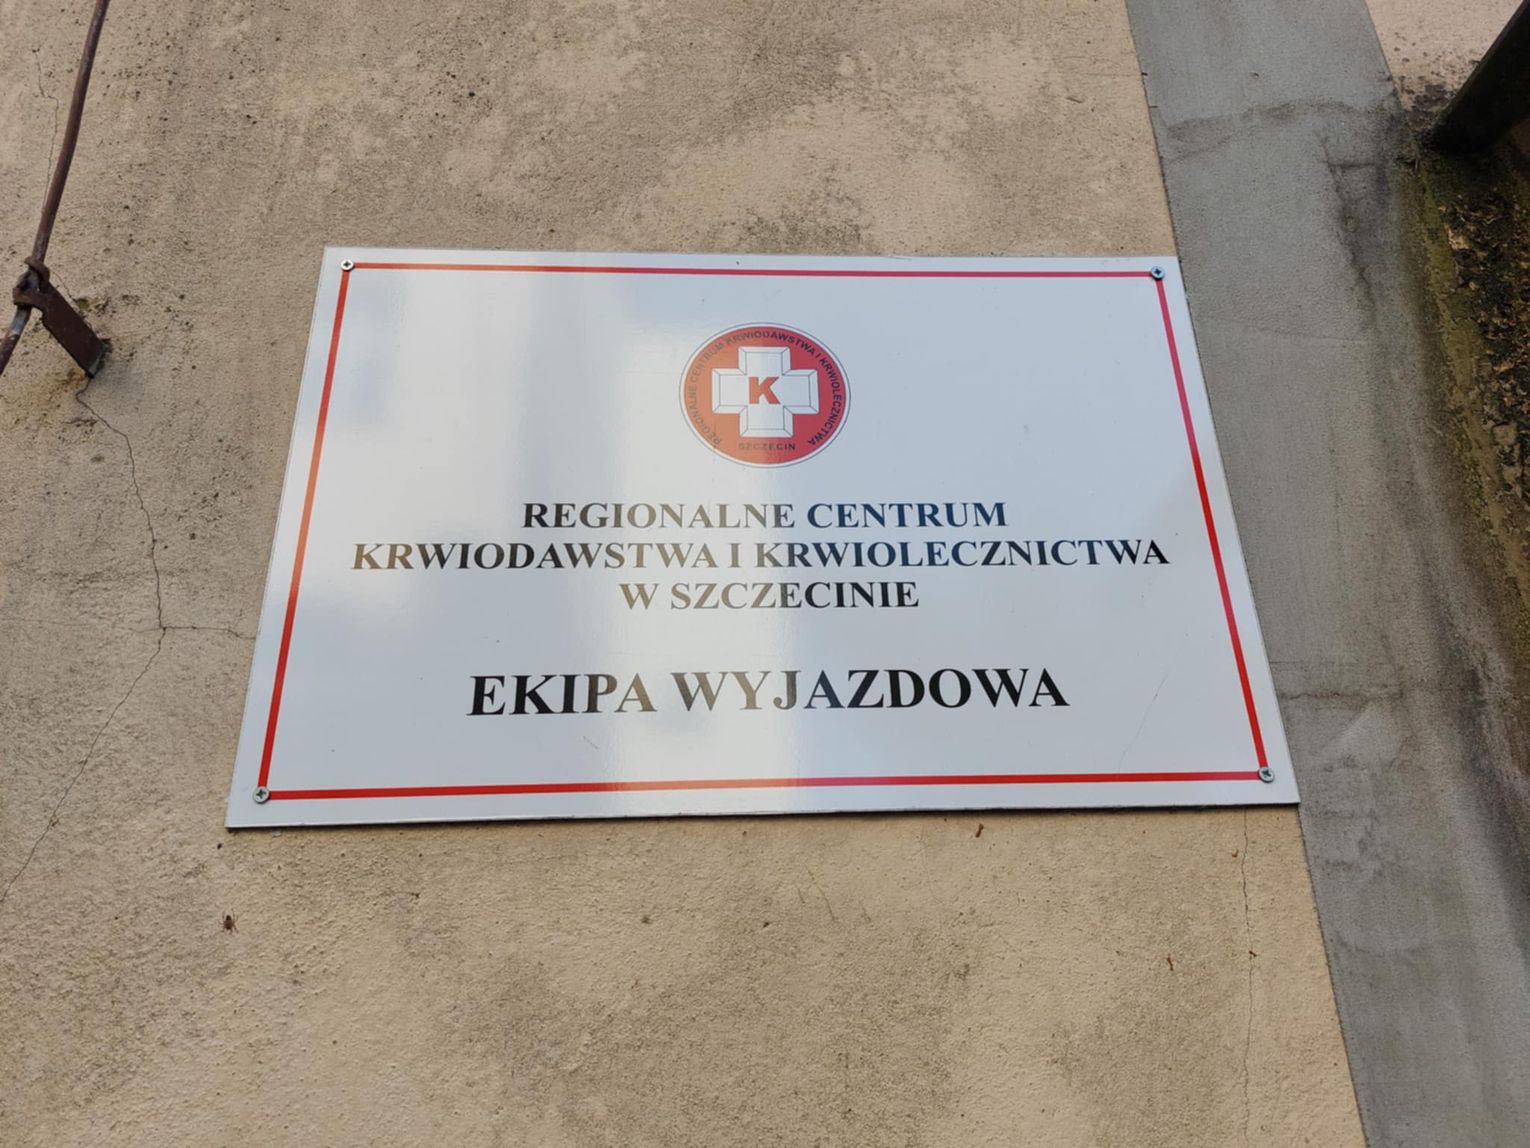 REGIONALNE CENTRUM KRWIODAWSTWA I KRWIOLECZNICTWA
K
SZCZECIN
REGIONALNE CENTRUM
KRWIODAWSTWA I KRWIOLECZNICTWA
W SZCZECINIE
EKIPA WYJAZDOWA